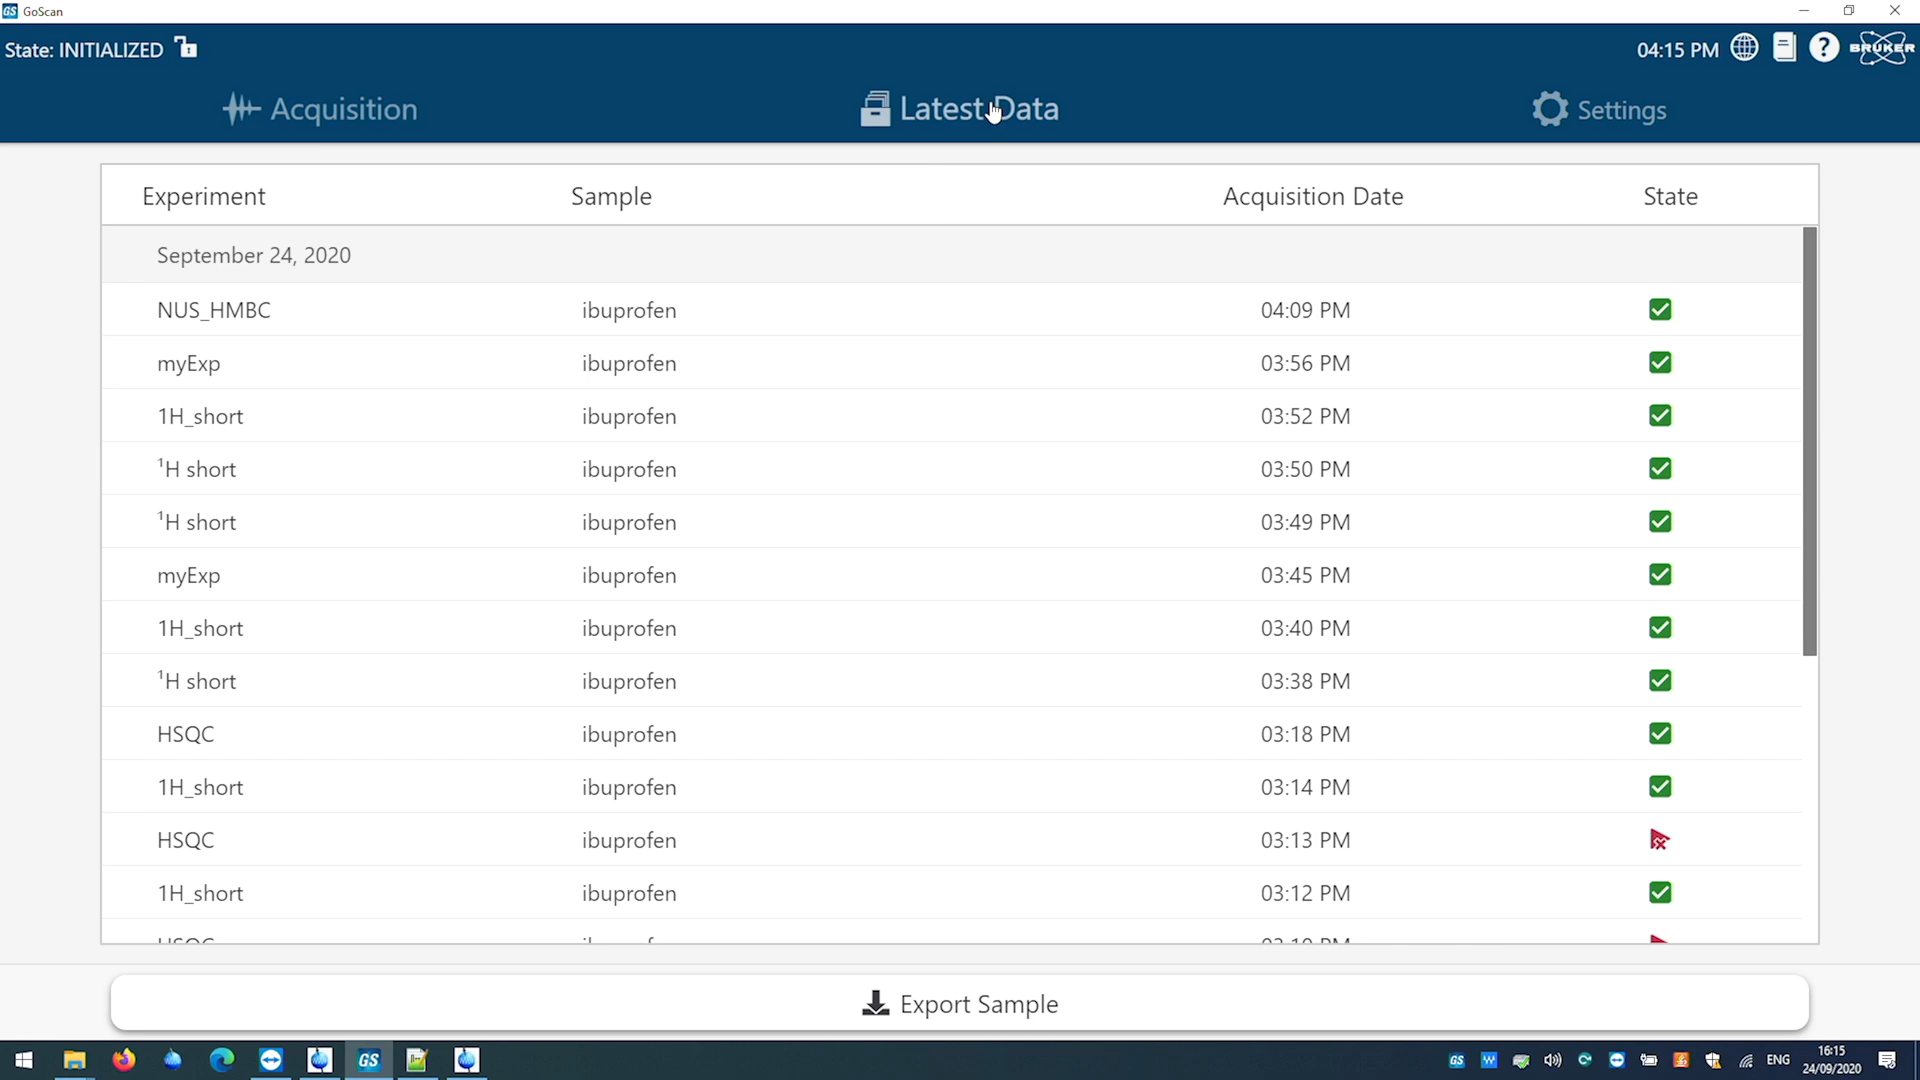 GS GoScan
State: INITIALIZED
04:15 PM
BRUKER
Acquisition
Latest Data
Settings
Experiment Sample Acquisition Date State
September 24, 2020
NUS_HMBC ibuprofen 04:09 PM
myExp ibuprofen 03:56 PM
1H_short ibuprofen 03:52 PM
¹H short ibuprofen 03:50 PM
¹H short ibuprofen 03:49 PM
myExp ibuprofen 03:45 PM
1H_short ibuprofen 03:40 PM
¹H short ibuprofen 03:38 PM
HSQC ibuprofen 03:18 PM
1H_short ibuprofen 03:14 PM
HSQC ibuprofen 03:13 PM
1H_short ibuprofen 03:12 PM
Export Sample
GS
GS
ENG
16:15
24/09/2020